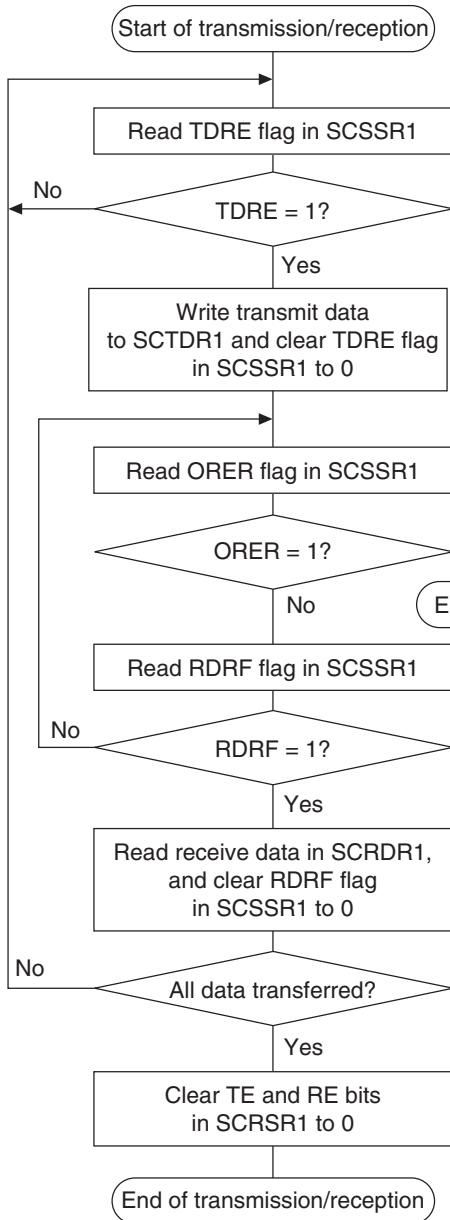 Start of transmission/reception
Read TDRE flag in SCSSR1
No
TDRE = 1?
Yes
Write transmit data
to SCTDR1 and clear TDRE flag
in SCSSR1 to 0
Read ORER flag in SCSSR1
ORER = 1?
No
E
Read RDRF flag in SCSSR1
No
RDRF = 1?
Yes
Read receive data in SCRDR1,
and clear RDRF flag
in SCSSR1 to 0
No
All data transferred?
Yes
Clear TE and RE bits
in SCRSR1 to 0
End of transmission/reception